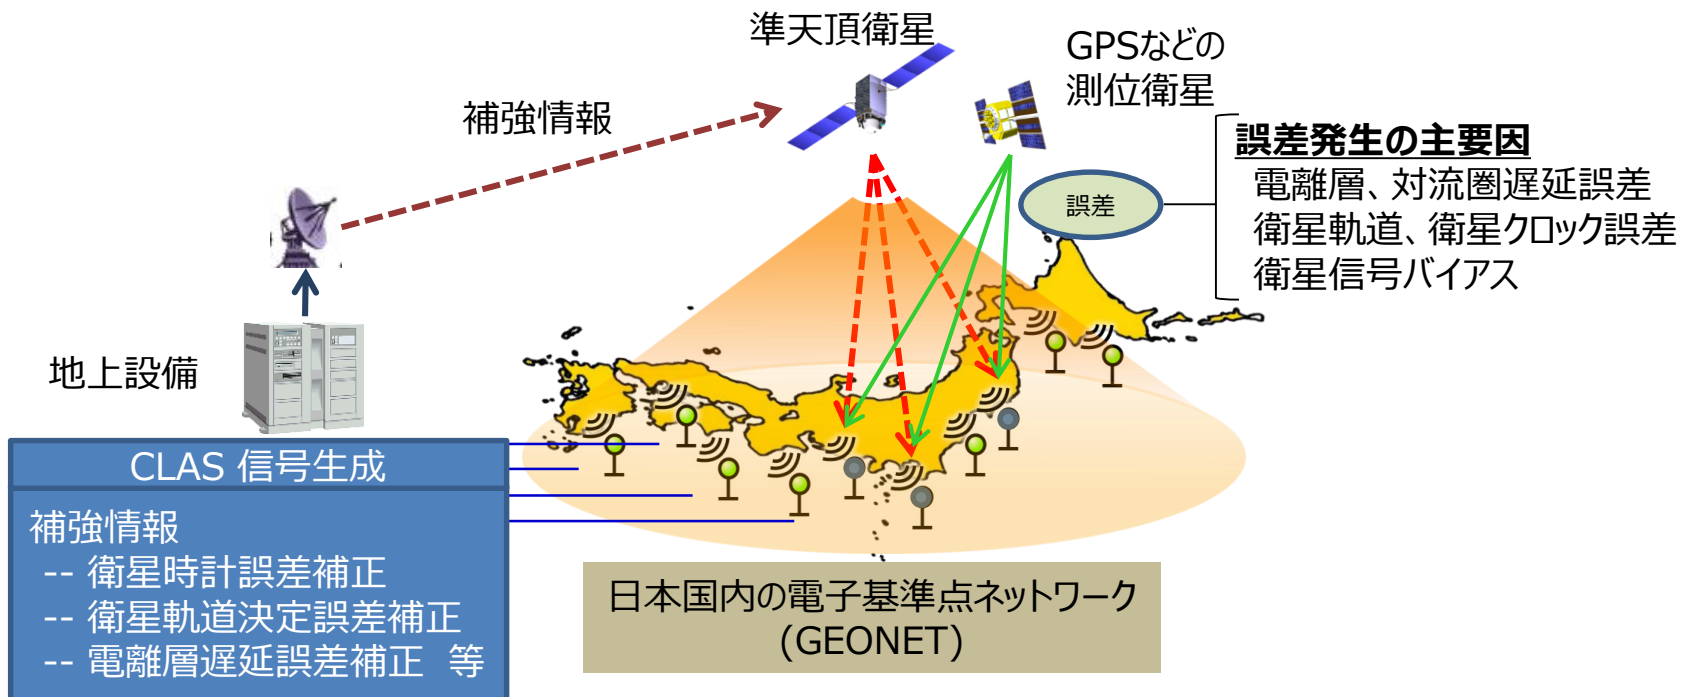 準天頂衛星
GPSなどの
測位衛星
補強情報
誤差発生の主要因
電離層、対流圏遅延誤差
衛星軌道、衛星クロック誤差
衛星信号バイアス
誤差
地上設備
CLAS 信号生成
補強情報
-- 衛星時計誤差補正
-- 衛星軌道決定誤差補正
-- 電離層遅延誤差補正 等
日本国内の電子基準点ネットワーク
(GEONET)